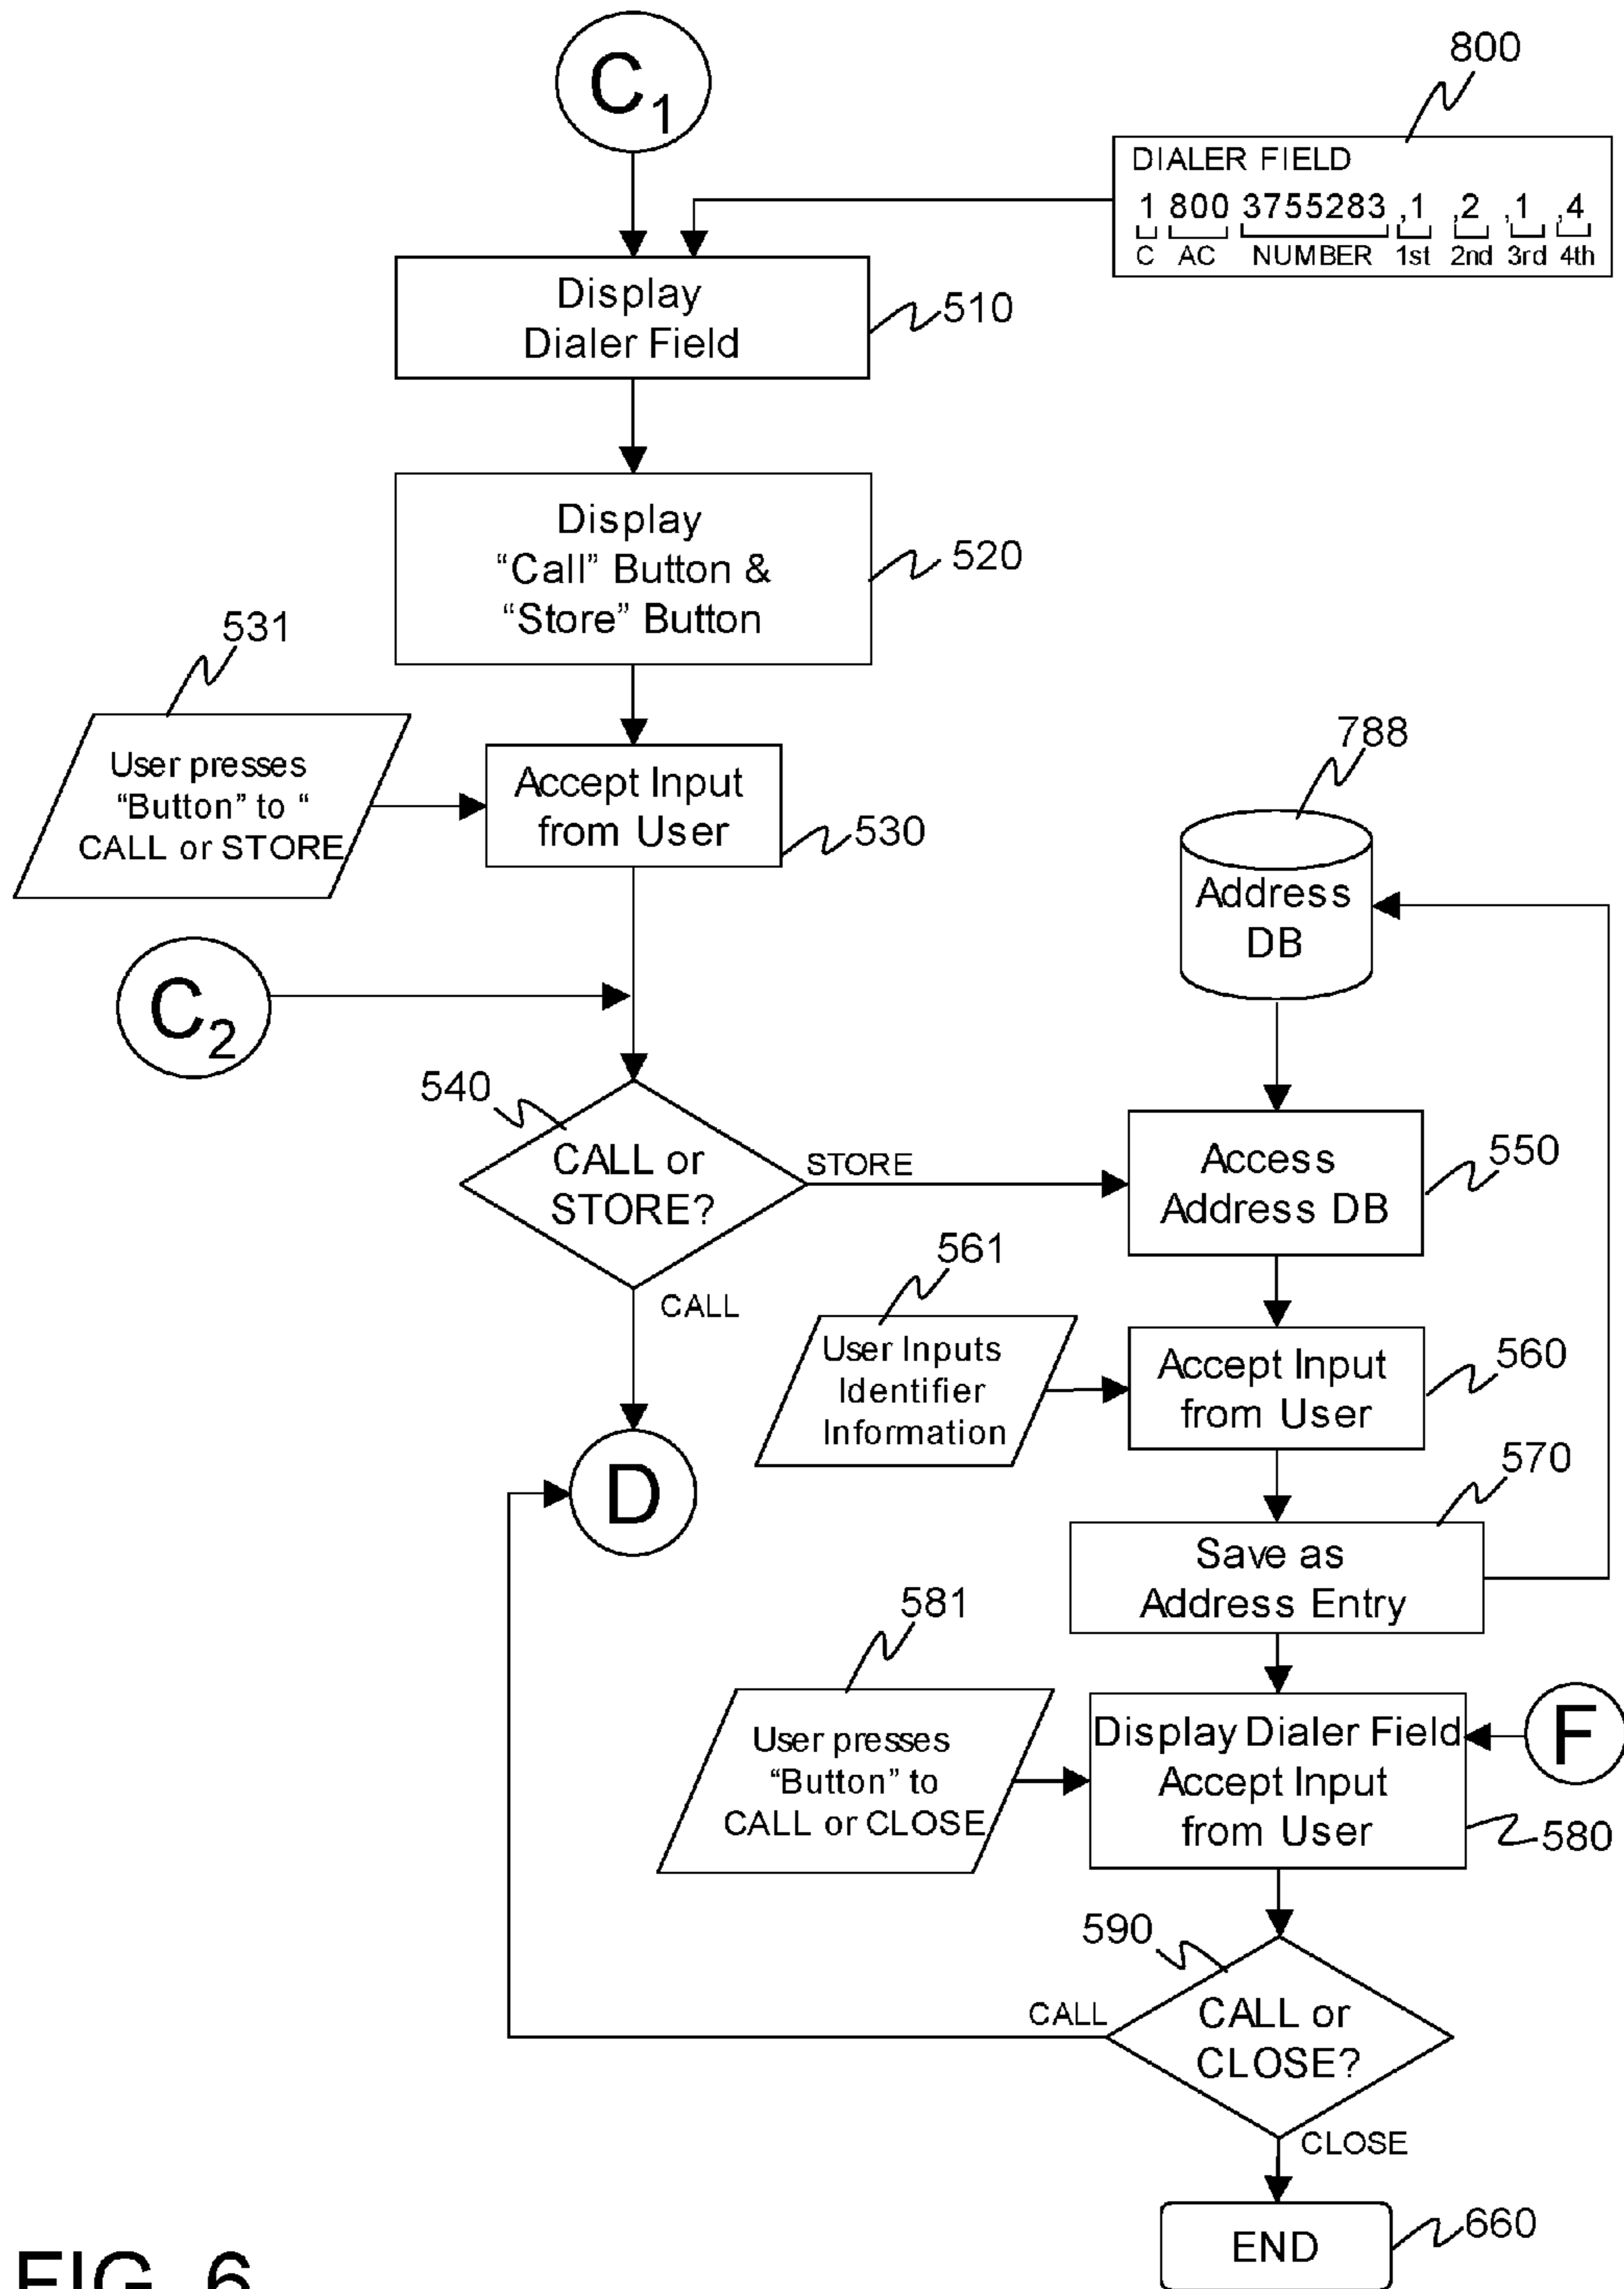 C1
800
DIALER FIELD
1 800 3755283 ,1 ,2 ,1 ,4
C AC NUMBER 1st 2nd 3rd 4th
Display
Dialer Field
510
Display
“Call” Button &
“Store” Button
520
531
User presses
“Button” to “
CALL or STORE
Accept Input
from User
530
788
Address
DB
C2
540
CALL or
STORE?
STORE
CALL
Access
Address DB
550
561
User Inputs
Identifier
Information
Accept Input
from User
560
D
570
Save as
Address Entry
581
User presses
“Button” to
CALL or CLOSE
Display Dialer Field
Accept Input
from User
F
580
590
CALL
CALL or
CLOSE?
CLOSE
END
660
FIG. 6